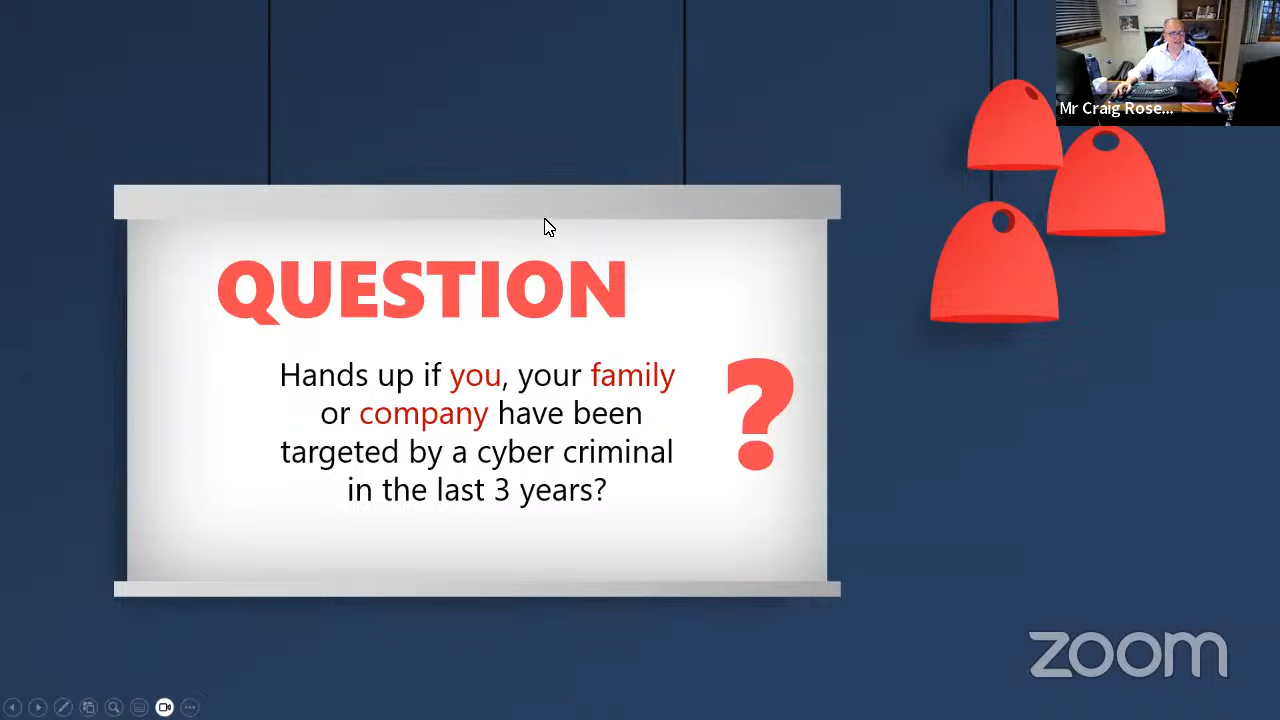 Mr Craig Rose...
QUESTION
Hands up if you, your family
or company have been
targeted by a cyber criminal
in the last 3 years?
?
zoom